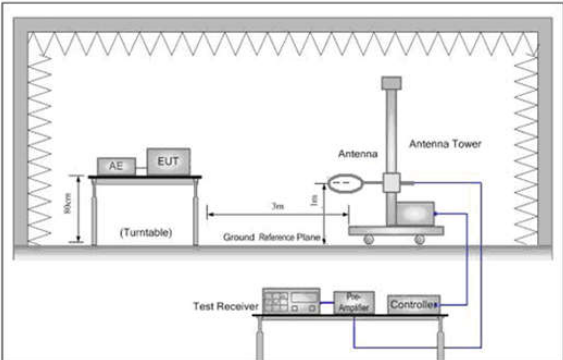 Antenna Tower
Antenna
EUT
AE
80cm
1m
3m
(Turntable)
Ground Reference Plane
Test Receiver
Pre-
Amplifier
Controller